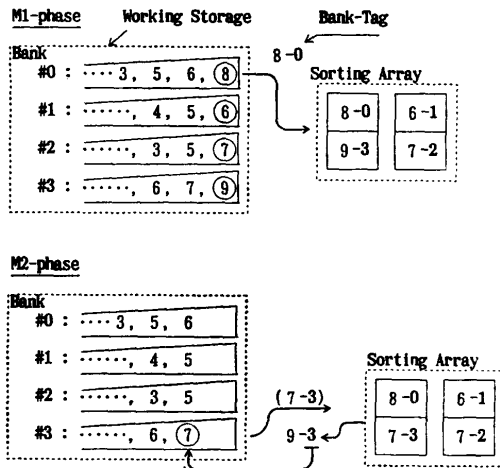 M1-phase
Working Storage
Bank-Tag
8-0
Bank
#0 : ····· 3, 5, 6, 8
#1 : ······, 4, 5, 6
#2 : ······, 3, 5, 7
#3 : ······, 6, 7, 9
Sorting Array
8-0 6-1
9-3 7-2
M2-phase
Bank
#0 : ···· 3, 5, 6
#1 : ······, 4, 5
#2 : ······, 3, 5
#3 : ······, 6, 7
(7-3)
9-3
Sorting Array
8-0 6-1
7-3 7-2